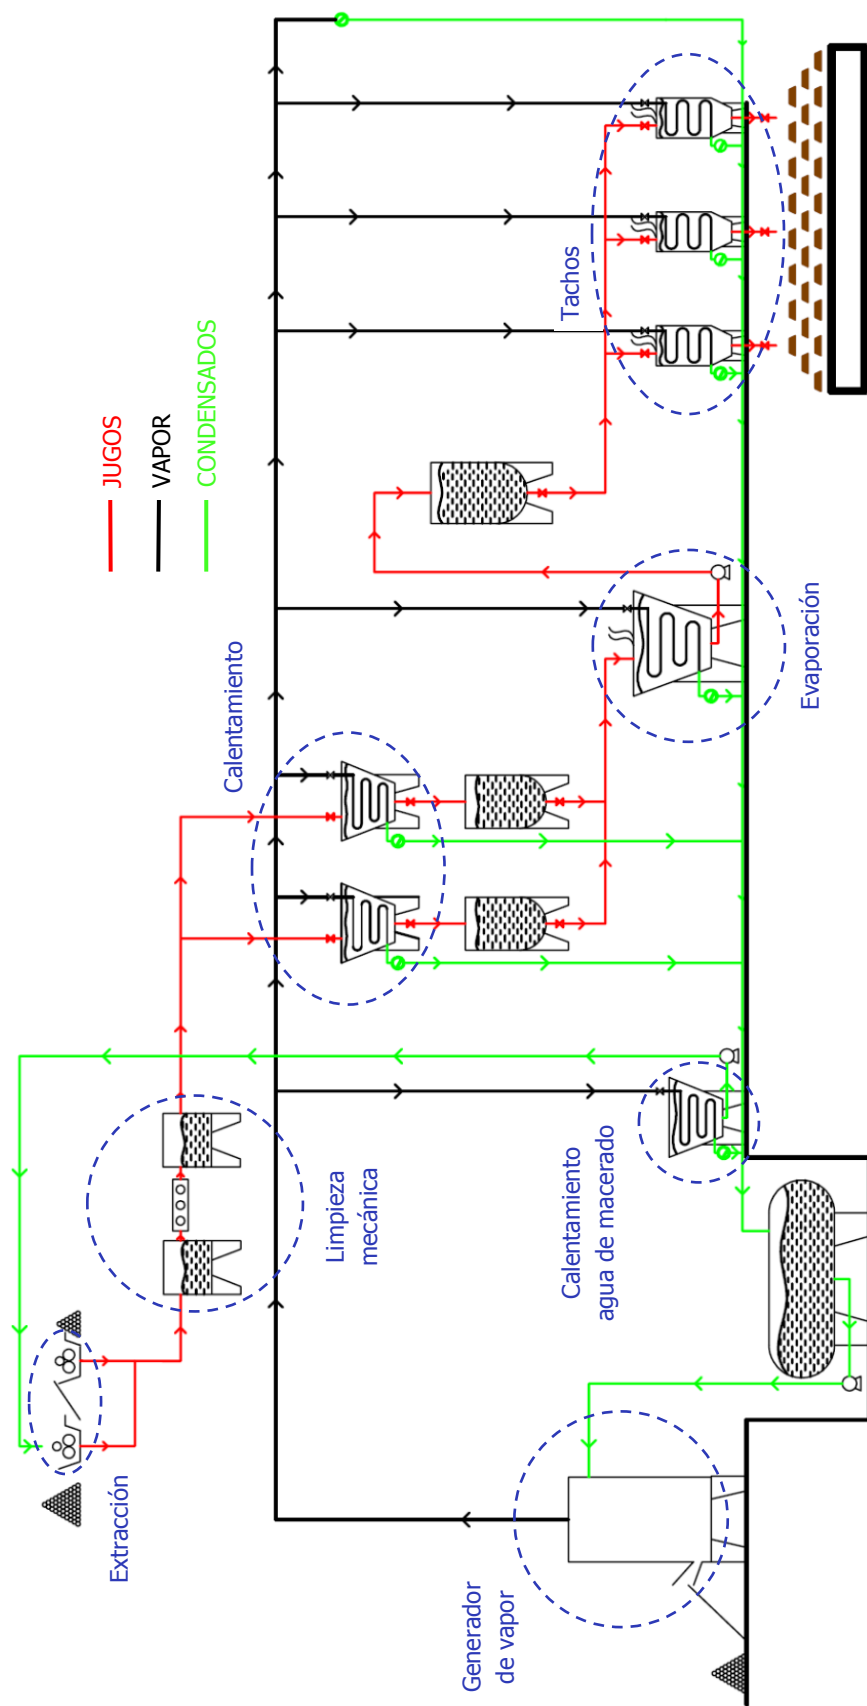 JUGOS
VAPOR
CONDENSADOS
Extracción
Limpieza
mecánica
Calentamiento
Tachos
Generador
de vapor
Calentamiento
agua de macerado
Evaporación